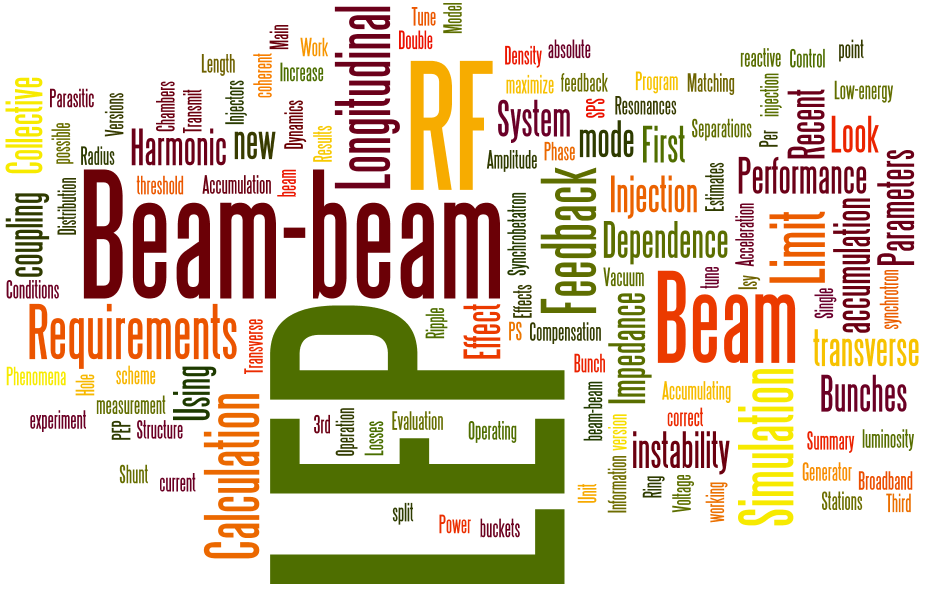 Tune
Model
Double
Main
Work
Longitudinal
Density
absolute
reactive
Control
point
Length
coherent
Increase
RF
maximize
feedback
Program
Matching
injection
Low-energy
Collective
Parasitic
Versions
Chambers
Transmit
Injectors
Dynamics
Results
System
SPS
Resonances
Separations
Per
Recent
Look
possible
Radius
Harmonic
new
Amplitude
Phase
mode
First
Estimates
Performance
Parameters
threshold
Accumulation
beam
Distribution
coupling
Beam-beam
Synchrobetatron
Feedback
Injection
Dependence
Acceleration
Limit
accumulation
Conditions
Vacuum
tune
Isy
Single
synchrotron
Requirements
Transverse
LEP
Ripple
Effect
Effects
PS
Compensation
Impedance
Beam
transverse
Phenomena
Hole
scheme
Using
Bunch
Accumulating
Simulation
Bunches
experiment
measurement
PEP
Structure
Calculation
3rd
Operation
Losses
Evaluation
Operating
beam-beam
version
correct
instability
Summary
luminosity
Shunt
current
Unit
Information
Ring
Voltage
working
Generator
Broadband
Stations
Third
split
Power
buckets